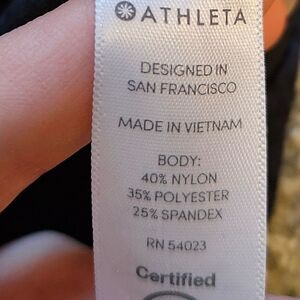 ATHLETA
DESIGNED IN
SAN FRANCISCO
MADE IN VIETNAM
BODY:
40% NYLON
35% POLYESTER
25% SPANDEX
RN 54023
Certified